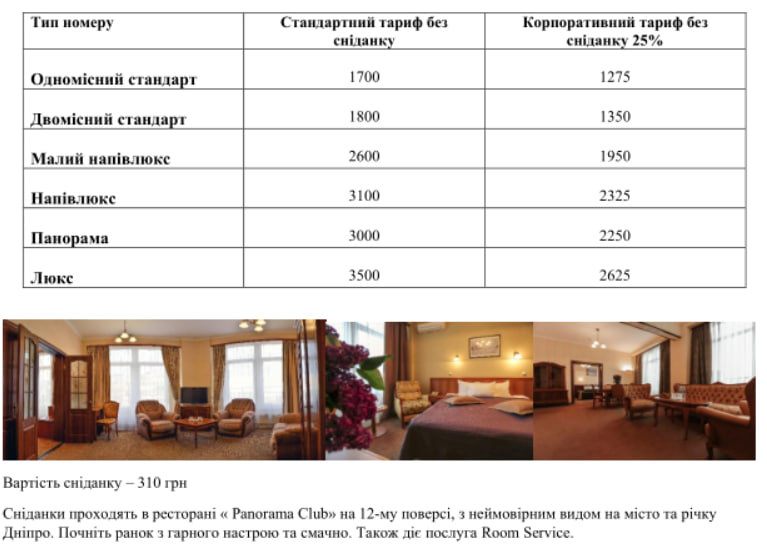 Тип номеру Стандартний тариф без сніданку Корпоративний тариф без сніданку 25%
Одномісний стандарт 1700 1275
Двомісний стандарт 1800 1350
Малий напівлюкс 2600 1950
Напівлюкс 3100 2325
Панорама 3000 2250
Люкс 3500 2625
Вартість сніданку – 310 грн
Сніданки проходять в ресторані « Panorama Club» на 12-му поверсі, з неймовірним видом на місто та річку
Дніпро. Почніть ранок з гарного настрою та смачно. Також діє послуга Room Service.